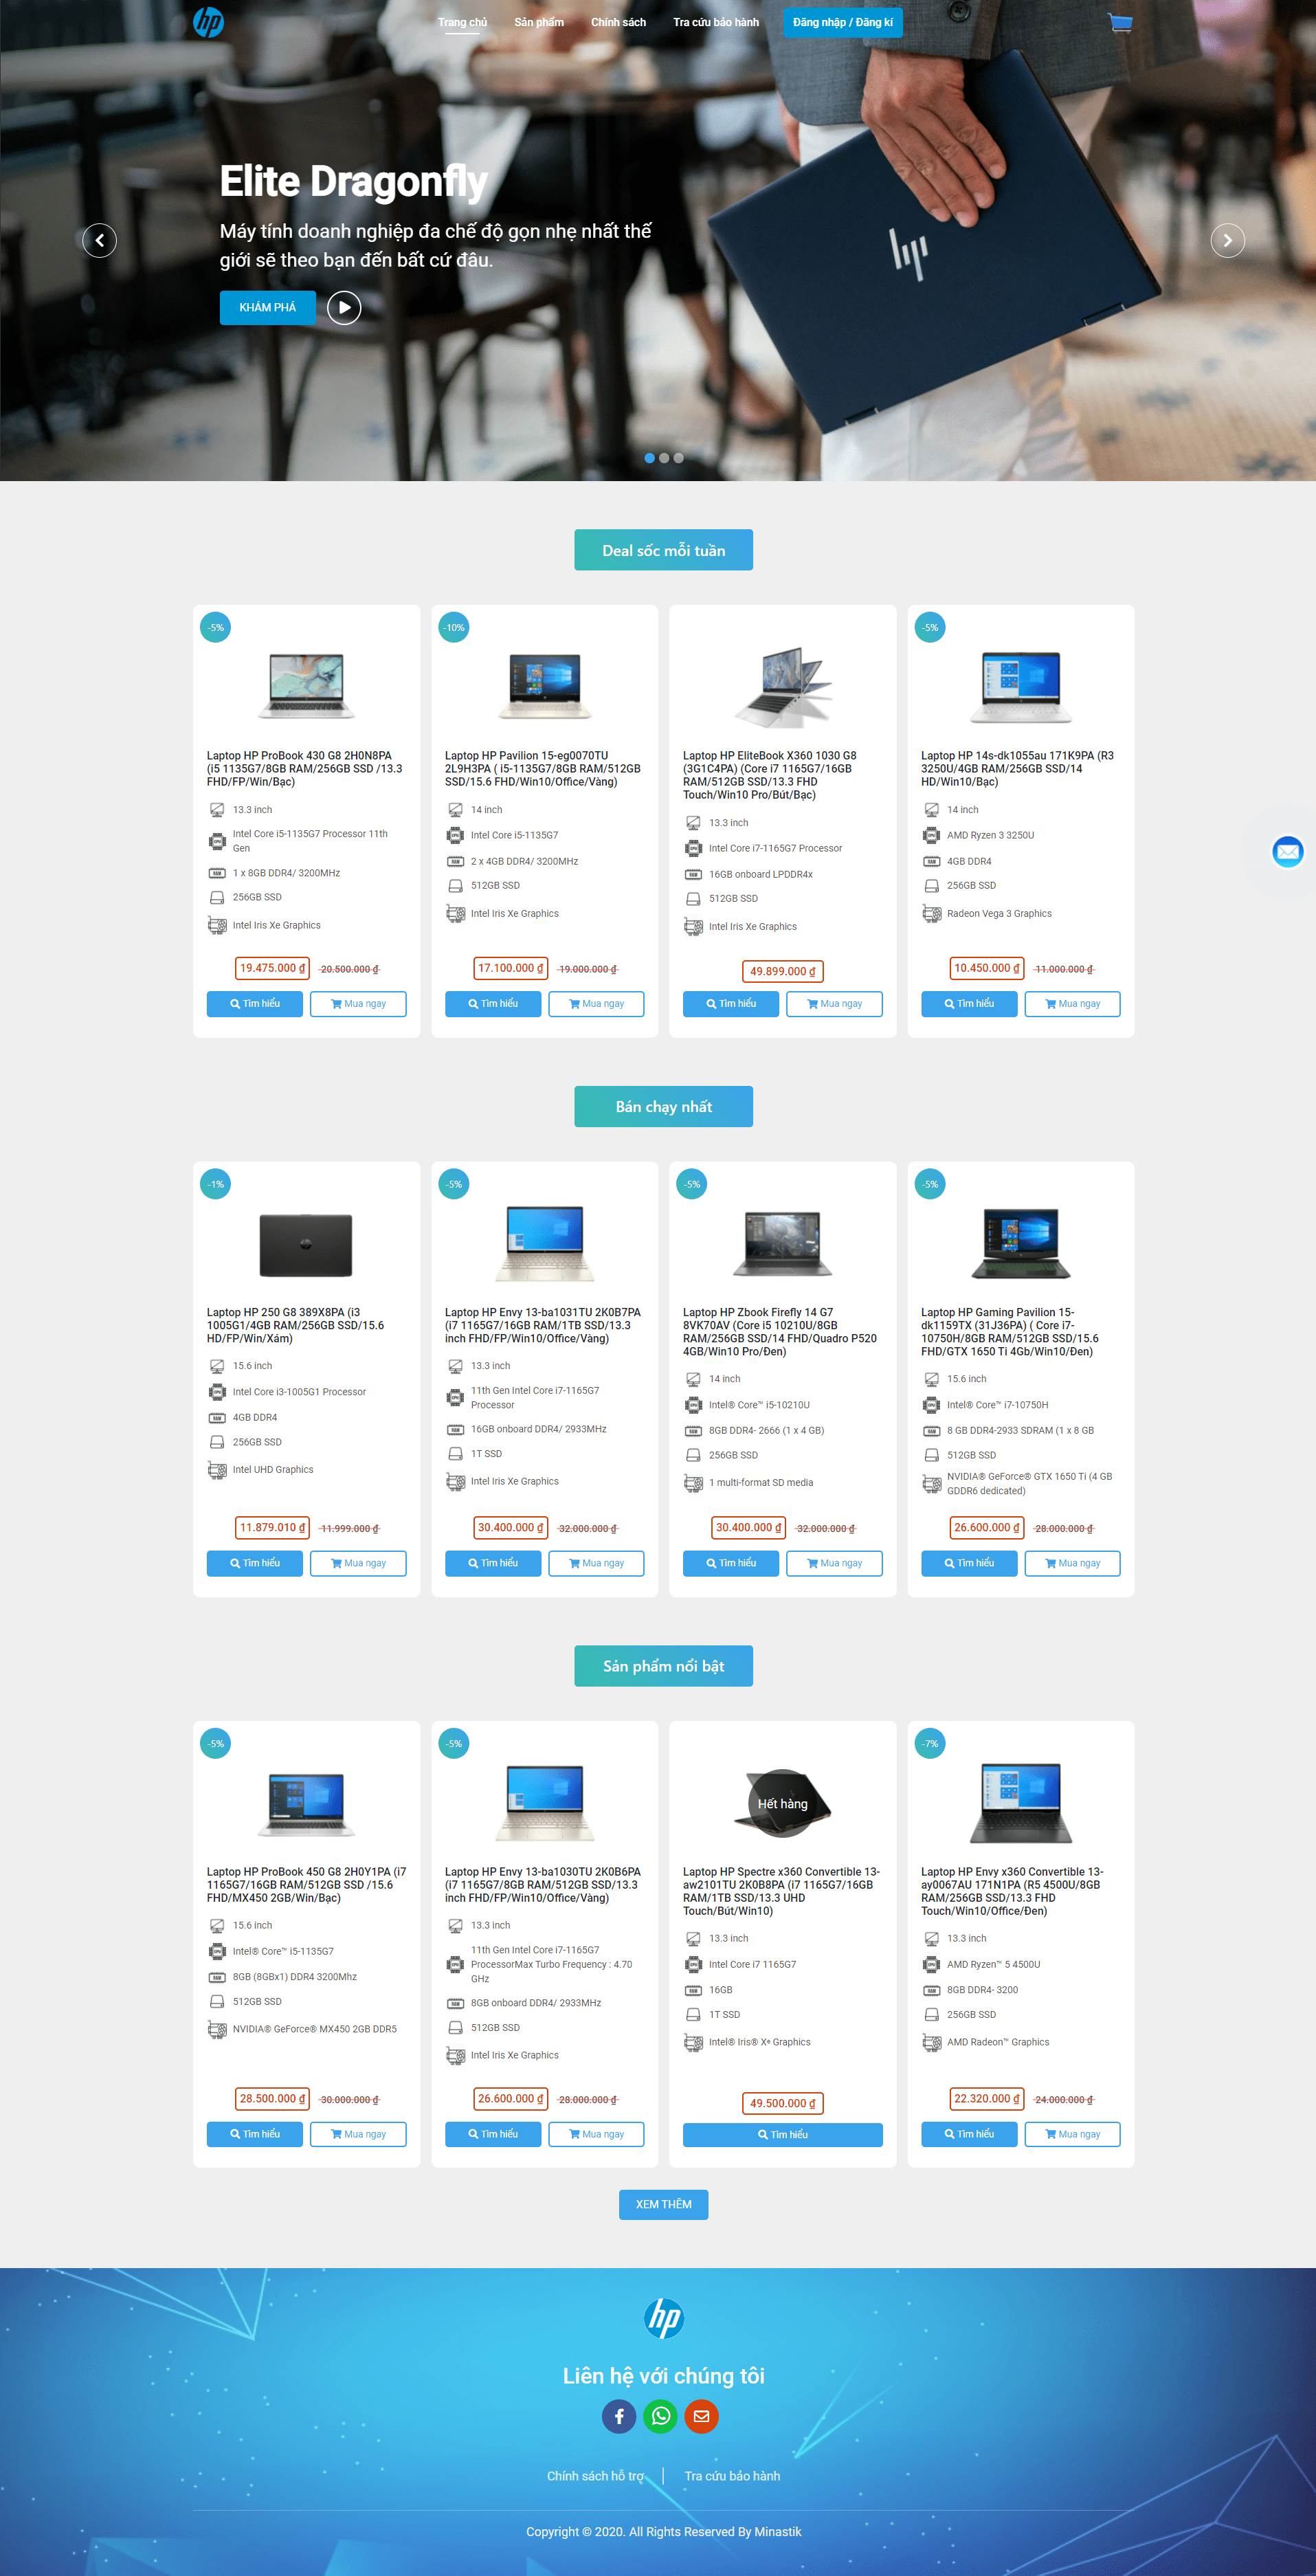 hp
Trang chủ
Sản phẩm
Chính sách
Tra cứu bảo hành
Đăng nhập / Đăng kí
Elite Dragonfly
Máy tính doanh nghiệp đa chế độ gọn nhẹ nhất thế
giới sẽ theo bạn đến bất cứ đâu.
KHÁM PHÁ
Deal sốc mỗi tuần
-5%
Laptop HP ProBook 430 G8 2H0N8PA
(i5 1135G7/8GB RAM/256GB SSD /13.3
FHD/FP/Win/Bạc)
13.3 inch
Intel Core i5-1135G7 Processor 11th
Gen
1 x 8GB DDR4/ 3200MHz
256GB SSD
Intel Iris Xe Graphics
19.475.000 ₫
20.500.000 ₫
Tìm hiểu
Mua ngay
-10%
Laptop HP Pavilion 15-eg0070TU
2L9H3PA ( i5-1135G7/8GB RAM/512GB
SSD/15.6 FHD/Win10/Office/Vàng)
14 inch
Intel Core i5-1135G7
2 x 4GB DDR4/ 3200MHz
512GB SSD
Intel Iris Xe Graphics
17.100.000 ₫
19.000.000 ₫
Tìm hiểu
Mua ngay
Laptop HP EliteBook X360 1030 G8
(3G1C4PA) (Core i7 1165G7/16GB
RAM/512GB SSD/13.3 FHD
Touch/Win10 Pro/Bút/Bạc)
13.3 inch
Intel Core i7-1165G7 Processor
16GB onboard LPDDR4x
512GB SSD
Intel Iris Xe Graphics
49.899.000 ₫
Tìm hiểu
Mua ngay
-5%
Laptop HP 14s-dk1055au 171K9PA (R3
3250U/4GB RAM/256GB SSD/14
HD/Win10/Bạc)
14 inch
AMD Ryzen 3 3250U
4GB DDR4
256GB SSD
Radeon Vega 3 Graphics
10.450.000 ₫
11.000.000 ₫
Tìm hiểu
Mua ngay
Bán chạy nhất
-1%
Laptop HP 250 G8 389X8PA (i3
1005G1/4GB RAM/256GB SSD/15.6
HD/FP/Win/Xám)
15.6 inch
Intel Core i3-1005G1 Processor
4GB DDR4
256GB SSD
Intel UHD Graphics
11.879.010 ₫
11.999.000 ₫
Tìm hiểu
Mua ngay
-5%
Laptop HP Envy 13-ba1031TU 2K0B7PA
(i7 1165G7/16GB RAM/1TB SSD/13.3
inch FHD/FP/Win10/Office/Vàng)
13.3 inch
11th Gen Intel Core i7-1165G7
Processor
16GB onboard DDR4/ 2933MHz
1T SSD
Intel Iris Xe Graphics
30.400.000 ₫
32.000.000 ₫
Tìm hiểu
Mua ngay
-5%
Laptop HP Zbook Firefly 14 G7
8VK70AV (Core i5 10210U/8GB
RAM/256GB SSD/14 FHD/Quadro P520
4GB/Win10 Pro/Đen)
14 inch
Intel® Core™ i5-10210U
8GB DDR4- 2666 (1 x 4 GB)
256GB SSD
1 multi-format SD media
30.400.000 ₫
32.000.000 ₫
Tìm hiểu
Mua ngay
-5%
Laptop HP Gaming Pavilion 15-
dk1159TX (31J36PA) ( Core i7-
10750H/8GB RAM/512GB SSD/15.6
FHD/GTX 1650 Ti 4Gb/Win10/Đen)
15.6 inch
Intel® Core™ i7-10750H
8 GB DDR4-2933 SDRAM (1 x 8 GB
512GB SSD
NVIDIA® GeForce® GTX 1650 Ti (4 GB
GDDR6 dedicated)
26.600.000 ₫
28.000.000 ₫
Tìm hiểu
Mua ngay
Sản phẩm nổi bật
-5%
Laptop HP ProBook 450 G8 2H0Y1PA (i7
1165G7/16GB RAM/512GB SSD /15.6
FHD/MX450 2GB/Win/Bạc)
15.6 inch
Intel® Core™ i5-1135G7
8GB (8GBx1) DDR4 3200Mhz
512GB SSD
NVIDIA® GeForce® MX450 2GB DDR5
28.500.000 ₫
30.000.000 ₫
Tìm hiểu
Mua ngay
-5%
Laptop HP Envy 13-ba1030TU 2K0B6PA
(i7 1165G7/8GB RAM/512GB SSD/13.3
inch FHD/FP/Win10/Office/Vàng)
13.3 inch
11th Gen Intel Core i7-1165G7
ProcessorMax Turbo Frequency : 4.70
GHz
8GB onboard DDR4/ 2933MHz
512GB SSD
Intel Iris Xe Graphics
26.600.000 ₫
28.000.000 ₫
Tìm hiểu
Mua ngay
Hết hàng
Laptop HP Spectre x360 Convertible 13-
aw2101TU 2K0B8PA (i7 1165G7/16GB
RAM/1TB SSD/13.3 UHD
Touch/Bút/Win10)
13.3 inch
Intel Core i7 1165G7
16GB
1T SSD
Intel® Iris® Xᵉ Graphics
49.500.000 ₫
Tìm hiểu
-7%
Laptop HP Envy x360 Convertible 13-
ay0067AU 171N1PA (R5 4500U/8GB
RAM/256GB SSD/13.3 FHD
Touch/Win10/Office/Đen)
13.3 inch
AMD Ryzen™ 5 4500U
8GB DDR4- 3200
256GB SSD
AMD Radeon™ Graphics
22.320.000 ₫
24.000.000 ₫
Tìm hiểu
Mua ngay
XEM THÊM
hp
Liên hệ với chúng tôi
Chính sách hỗ trợ
Tra cứu bảo hành
Copyright © 2020. All Rights Reserved By Minastik